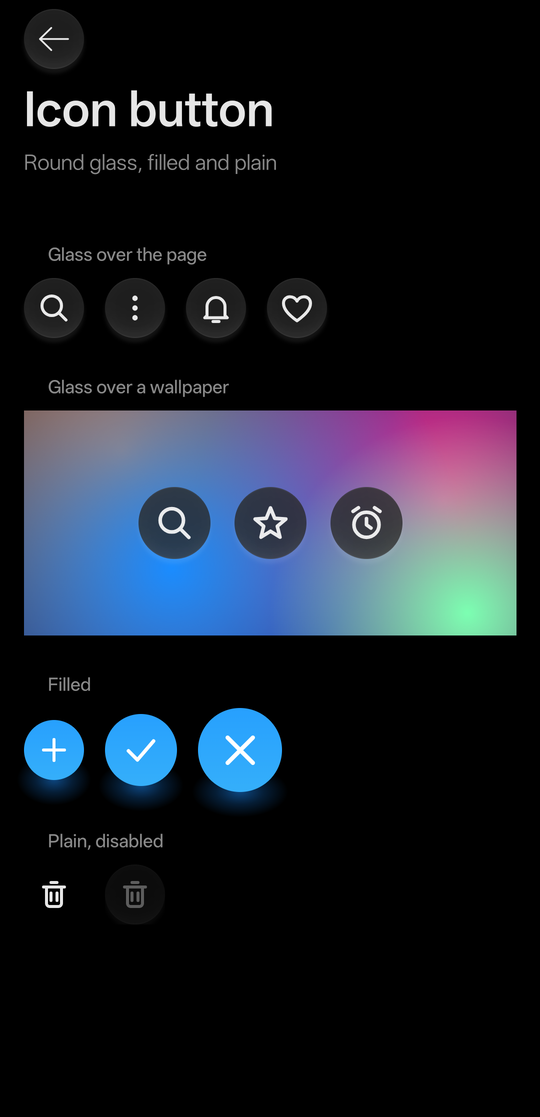 Icon button
Round glass, filled and plain
Glass over the page
Glass over a wallpaper
Filled
Plain, disabled